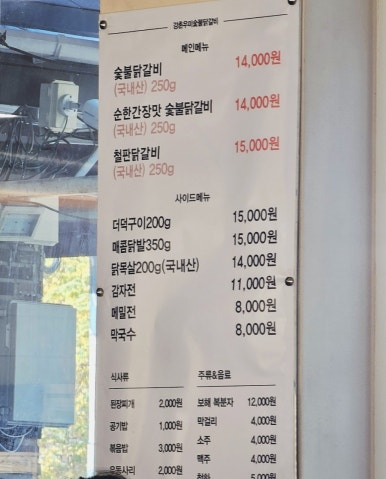 강촌우미숯불닭갈비
메인메뉴
숯불닭갈비 14,000원
(국내산) 250g
순한간장맛 숯불닭갈비 14,000원
(국내산) 250g
철판닭갈비 15,000원
(국내산) 250g
사이드메뉴
더덕구이200g 15,000원
매콤닭발350g 15,000원
닭목살200g(국내산) 14,000원
감자전 11,000원
메밀전 8,000원
막국수 8,000원
식사류
된장찌개 2,000원
공기밥 1,000원
볶음밥 3,000원
우동사리 2,000원
주류&음료
보해 복분자 12,000원
막걸리 4,000원
소주 4,000원
맥주 4,000원
청하 5,000원